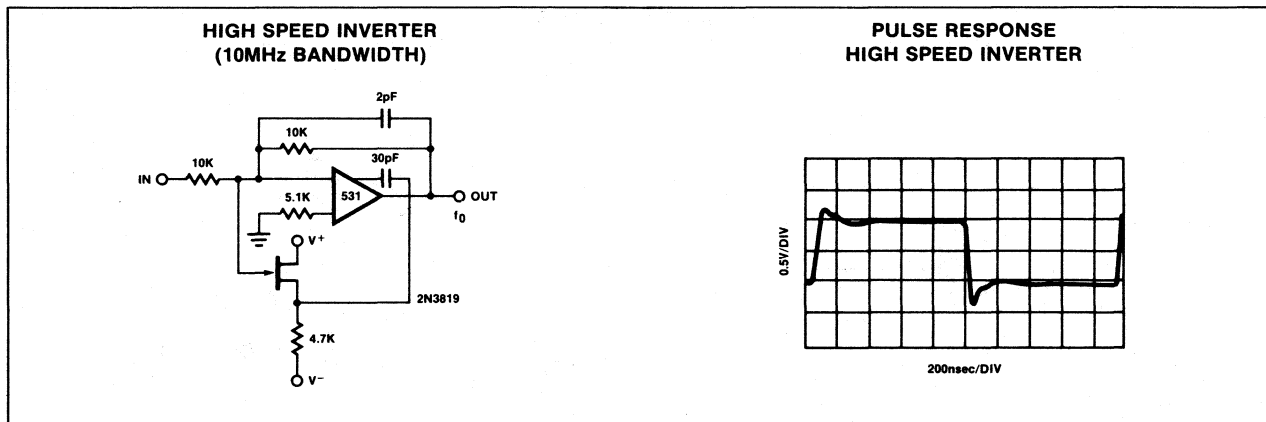 HIGH SPEED INVERTER
(10MHz BANDWIDTH)
2pF
10K
30pF
10K
IN
531
OUT
5.1K
f0
V+
2N3819
4.7K
V−
PULSE RESPONSE
HIGH SPEED INVERTER
0.5V/DIV
200nsec/DIV